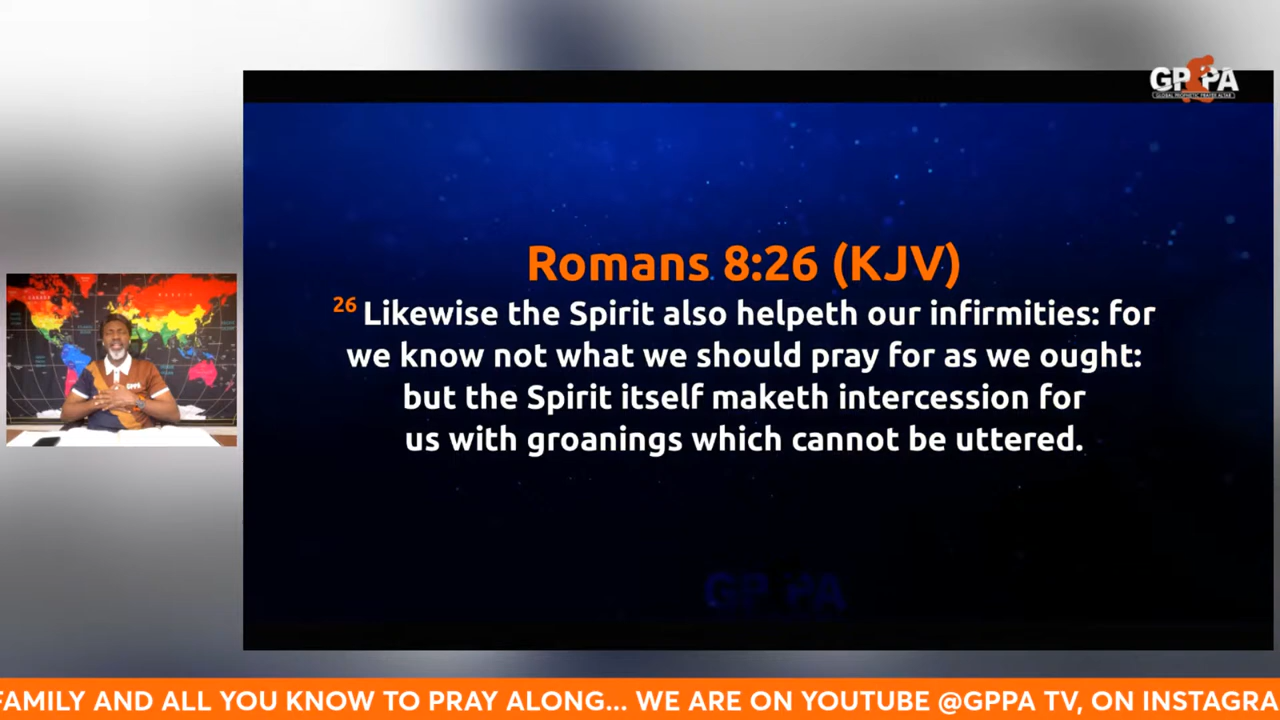 GPPA
GLOBAL PROPHETIC PRAYER ALTAR
Romans 8:26 (KJV)
26 Likewise the Spirit also helpeth our infirmities: for
we know not what we should pray for as we ought:
but the Spirit itself maketh intercession for
us with groanings which cannot be uttered.
GPPA
FAMILY AND ALL YOU KNOW TO PRAY ALONG... WE ARE ON YOUTUBE @GPPA TV, ON INSTAGRA